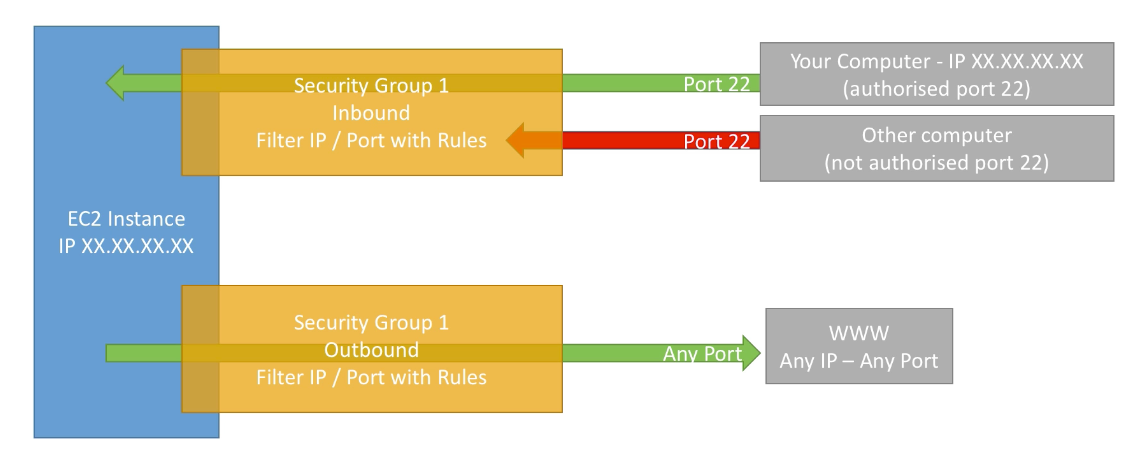 Your Computer - IP XX.XX.XX.XX
(authorised port 22)
Port 22
Security Group 1
Inbound
Filter IP / Port with Rules
Port 22
Other computer
(not authorised port 22)
EC2 Instance
IP XX.XX.XX.XX
Security Group 1
Outbound
Filter IP / Port with Rules
Any Port
WWW
Any IP – Any Port